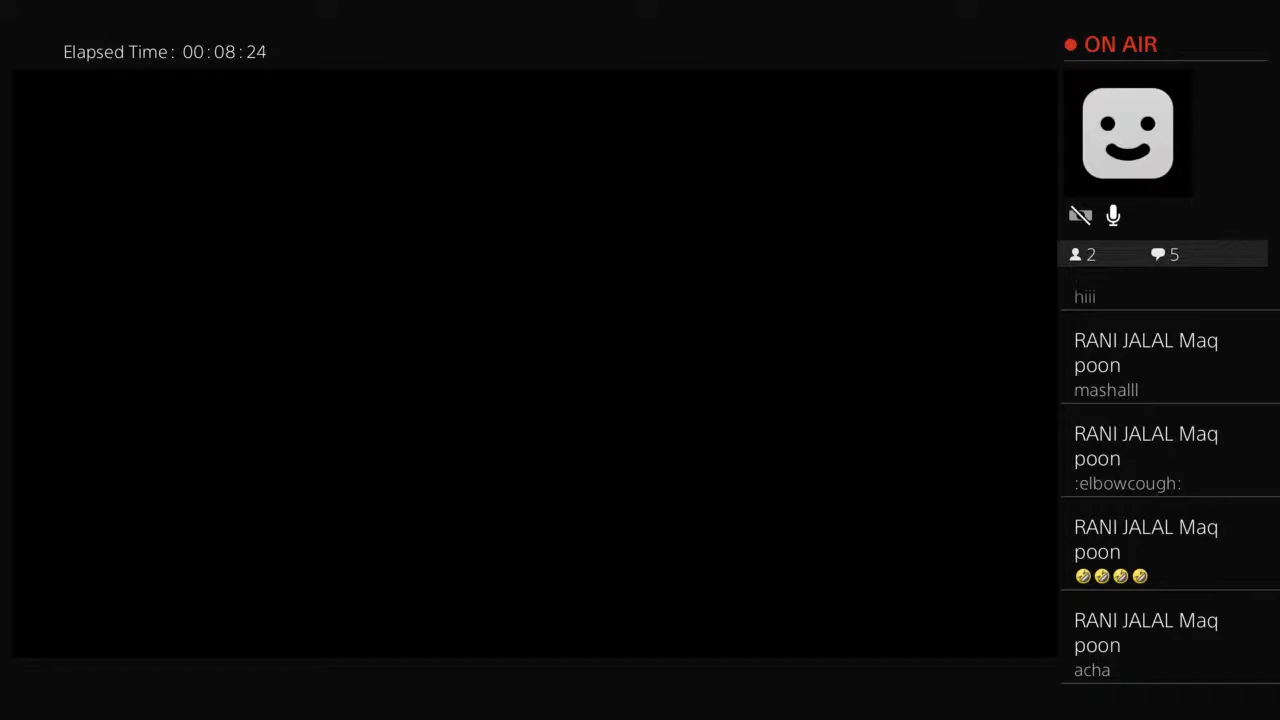 Elapsed Time: 00:08:24
ON AIR
2 5
hiii
RANI JALAL Maq
poon
mashalll
RANI JALAL Maq
poon
:elbowcough:
RANI JALAL Maq
poon
🤣🤣🤣🤣
RANI JALAL Maq
poon
acha